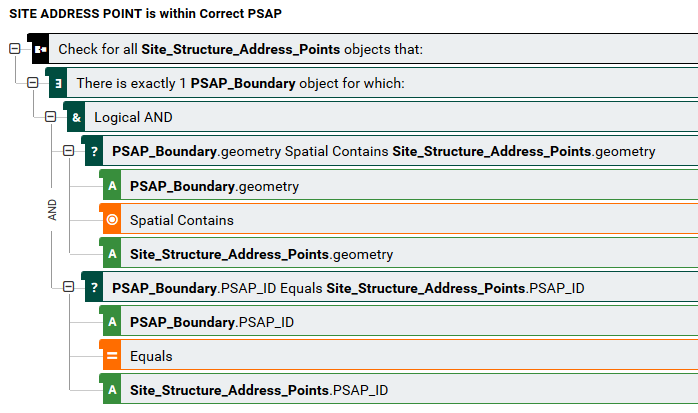 SITE ADDRESS POINT is within Correct PSAP
Check for all Site_Structure_Address_Points objects that:
∃ There is exactly 1 PSAP_Boundary object for which:
& Logical AND
? PSAP_Boundary.geometry Spatial Contains Site_Structure_Address_Points.geometry
A PSAP_Boundary.geometry
AND
Spatial Contains
A Site_Structure_Address_Points.geometry
? PSAP_Boundary.PSAP_ID Equals Site_Structure_Address_Points.PSAP_ID
A PSAP_Boundary.PSAP_ID
= Equals
A Site_Structure_Address_Points.PSAP_ID